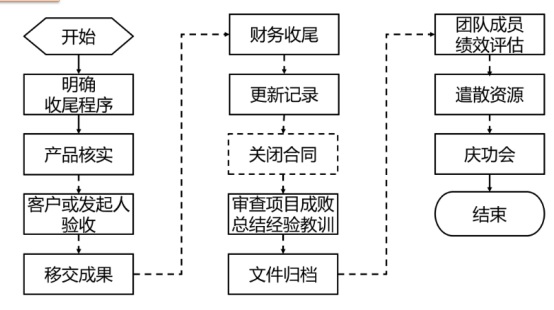 开始
明确
收尾程序
产品核实
客户或发起人
验收
移交成果
财务收尾
更新记录
关闭合同
审查项目成败
总结经验教训
文件归档
团队成员
绩效评估
遣散资源
庆功会
结束